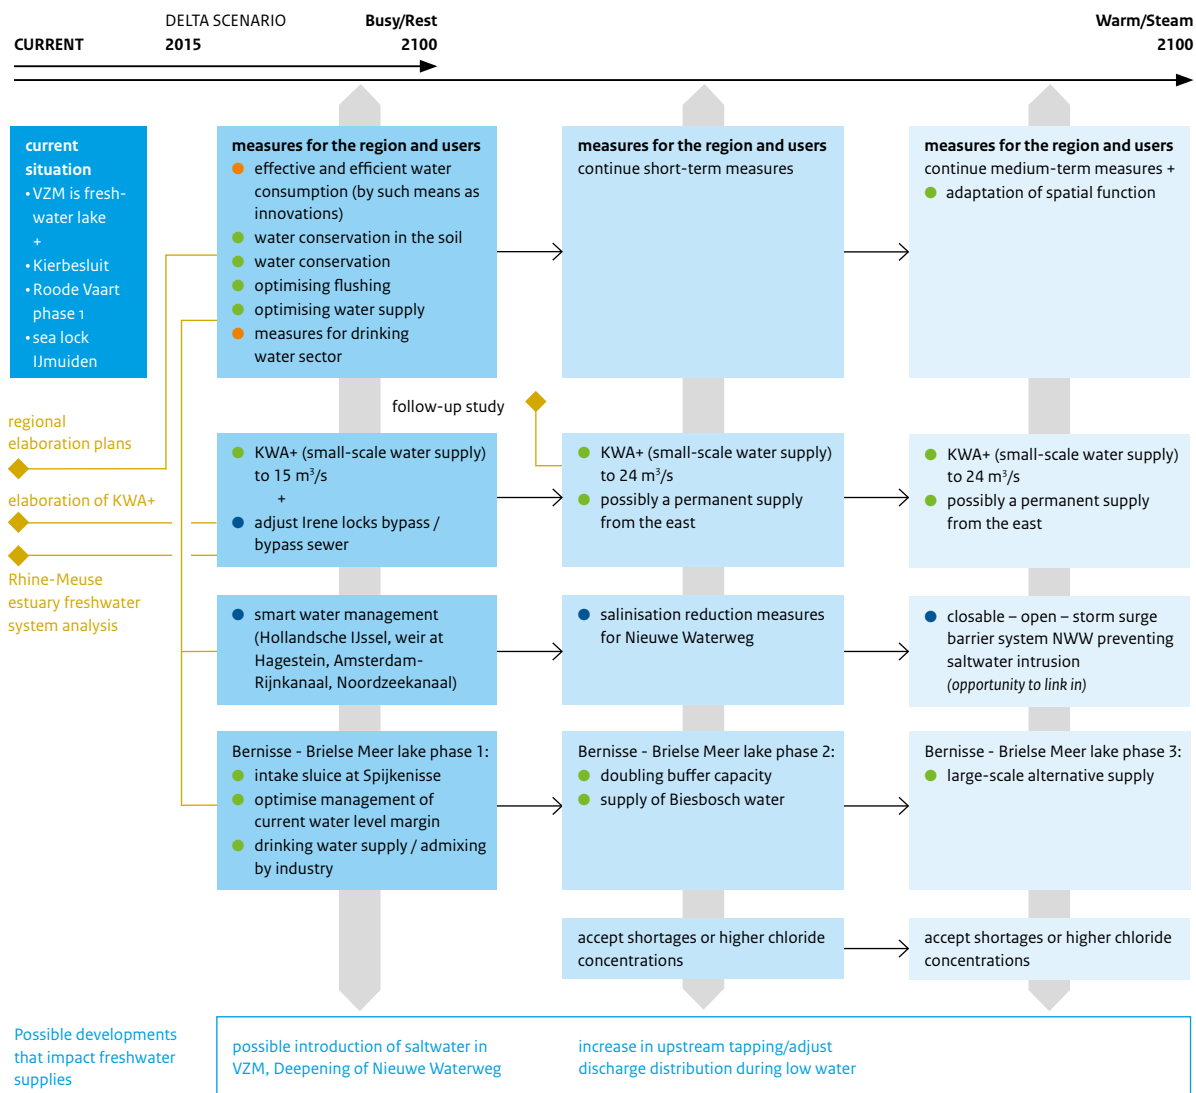 DELTA SCENARIO
Busy/Rest
Warm/Steam
CURRENT
2015
2100
2100
current
situation
• VZM is fresh-
water lake
+
• Kierbesluit
• Roode Vaart
phase 1
• sea lock
IJmuiden
measures for the region and users
effective and efficient water
consumption (by such means as
innovations)
water conservation in the soil
water conservation
optimising flushing
optimising water supply
measures for drinking
water sector
measures for the region and users
continue short-term measures
measures for the region and users
continue medium-term measures +
adaptation of spatial function
follow-up study
regional
elaboration plans
elaboration of KWA+
Rhine-Meuse
estuary freshwater
system analysis
KWA+ (small-scale water supply)
to 15 m³/s
+
adjust Irene locks bypass /
bypass sewer
KWA+ (small-scale water supply)
to 24 m³/s
possibly a permanent supply
from the east
KWA+ (small-scale water supply)
to 24 m³/s
possibly a permanent supply
from the east
smart water management
(Hollandsche IJssel, weir at
Hagestein, Amsterdam-
Rijnkanaal, Noordzeekanaal)
salinisation reduction measures
for Nieuwe Waterweg
closable – open – storm surge
barrier system NWW preventing
saltwater intrusion
(opportunity to link in)
Bernisse - Brielse Meer lake phase 1:
intake sluice at Spijkenisse
optimise management of
current water level margin
drinking water supply / admixing
by industry
Bernisse - Brielse Meer lake phase 2:
doubling buffer capacity
supply of Biesbosch water
Bernisse - Brielse Meer lake phase 3:
large-scale alternative supply
accept shortages or higher chloride
concentrations
accept shortages or higher chloride
concentrations
Possible developments
that impact freshwater
supplies
possible introduction of saltwater in
VZM, Deepening of Nieuwe Waterweg
increase in upstream tapping/adjust
discharge distribution during low water